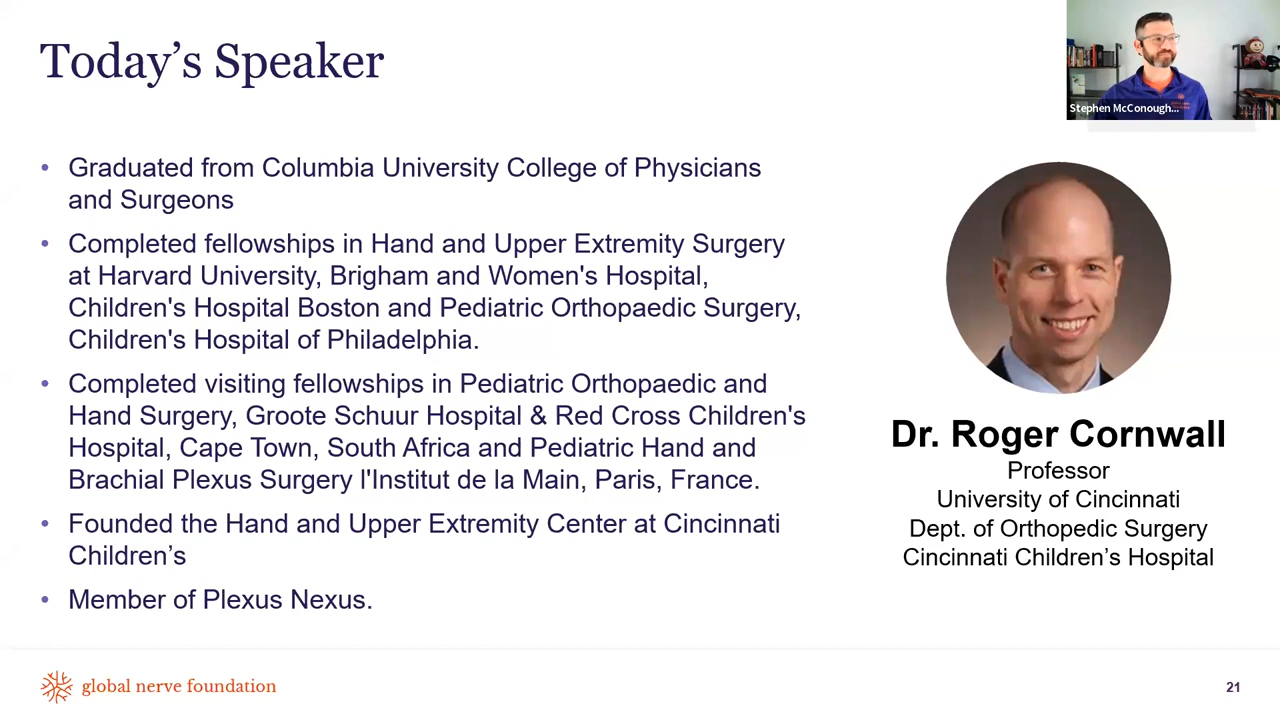 Today’s Speaker
Stephen McConough...
• Graduated from Columbia University College of Physicians
and Surgeons
• Completed fellowships in Hand and Upper Extremity Surgery
at Harvard University, Brigham and Women's Hospital,
Children's Hospital Boston and Pediatric Orthopaedic Surgery,
Children's Hospital of Philadelphia.
• Completed visiting fellowships in Pediatric Orthopaedic and
Hand Surgery, Groote Schuur Hospital & Red Cross Children's
Hospital, Cape Town, South Africa and Pediatric Hand and
Brachial Plexus Surgery l'Institut de la Main, Paris, France.
• Founded the Hand and Upper Extremity Center at Cincinnati
Children’s
• Member of Plexus Nexus.
Dr. Roger Cornwall
Professor
University of Cincinnati
Dept. of Orthopedic Surgery
Cincinnati Children’s Hospital
global nerve foundation
21